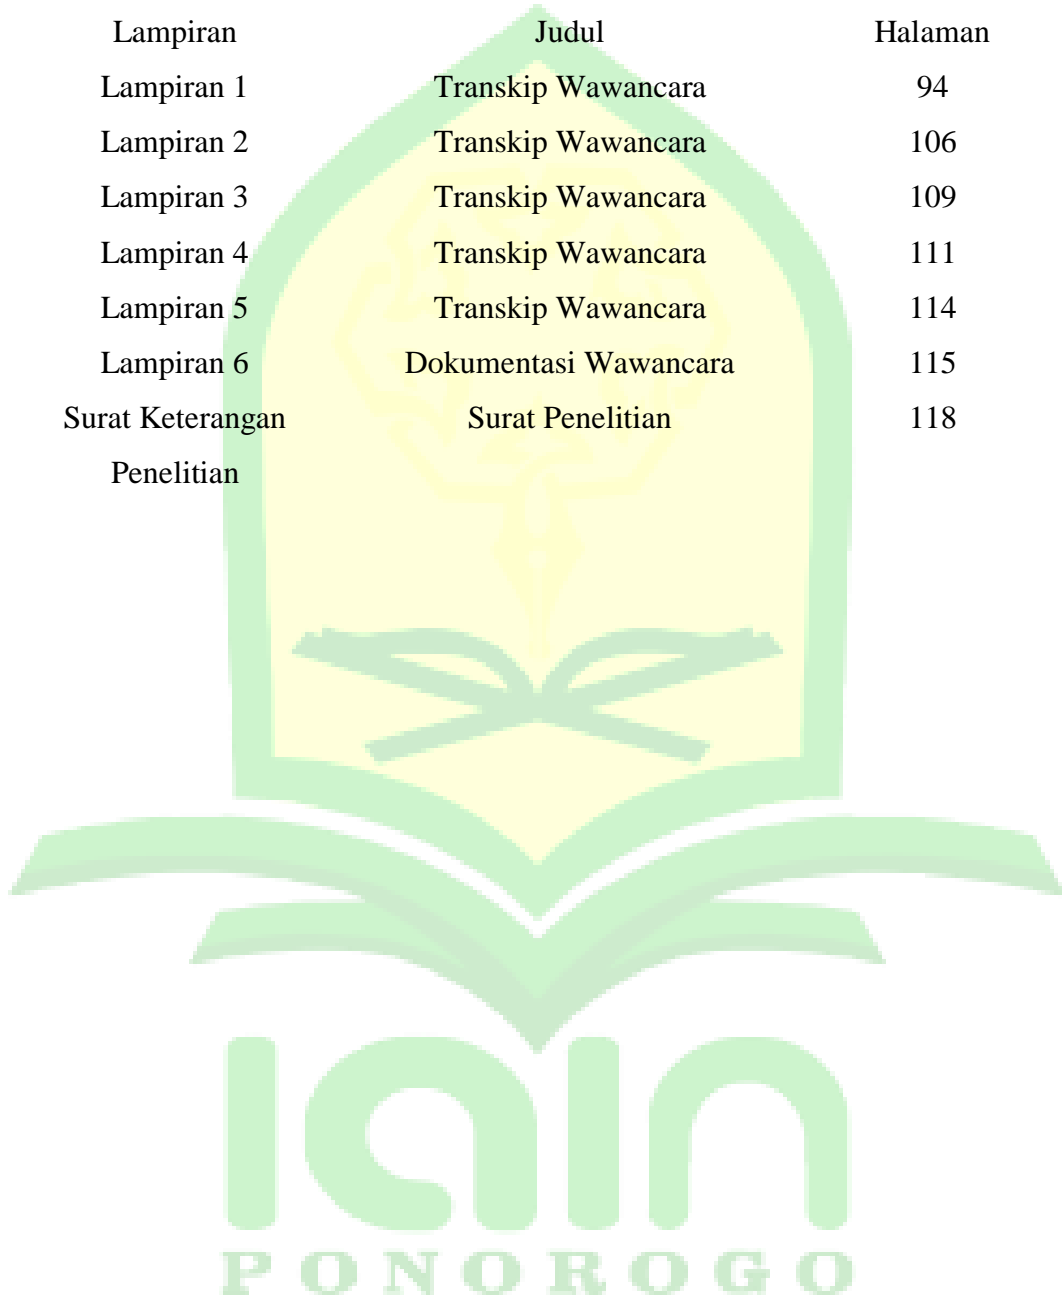 Lampiran Judul Halaman
Lampiran 1 Transkip Wawancara 94
Lampiran 2 Transkip Wawancara 106
Lampiran 3 Transkip Wawancara 109
Lampiran 4 Transkip Wawancara 111
Lampiran 5 Transkip Wawancara 114
Lampiran 6 Dokumentasi Wawancara 115
Surat Keterangan Surat Penelitian 118
Penelitian
iain
PONOROGO